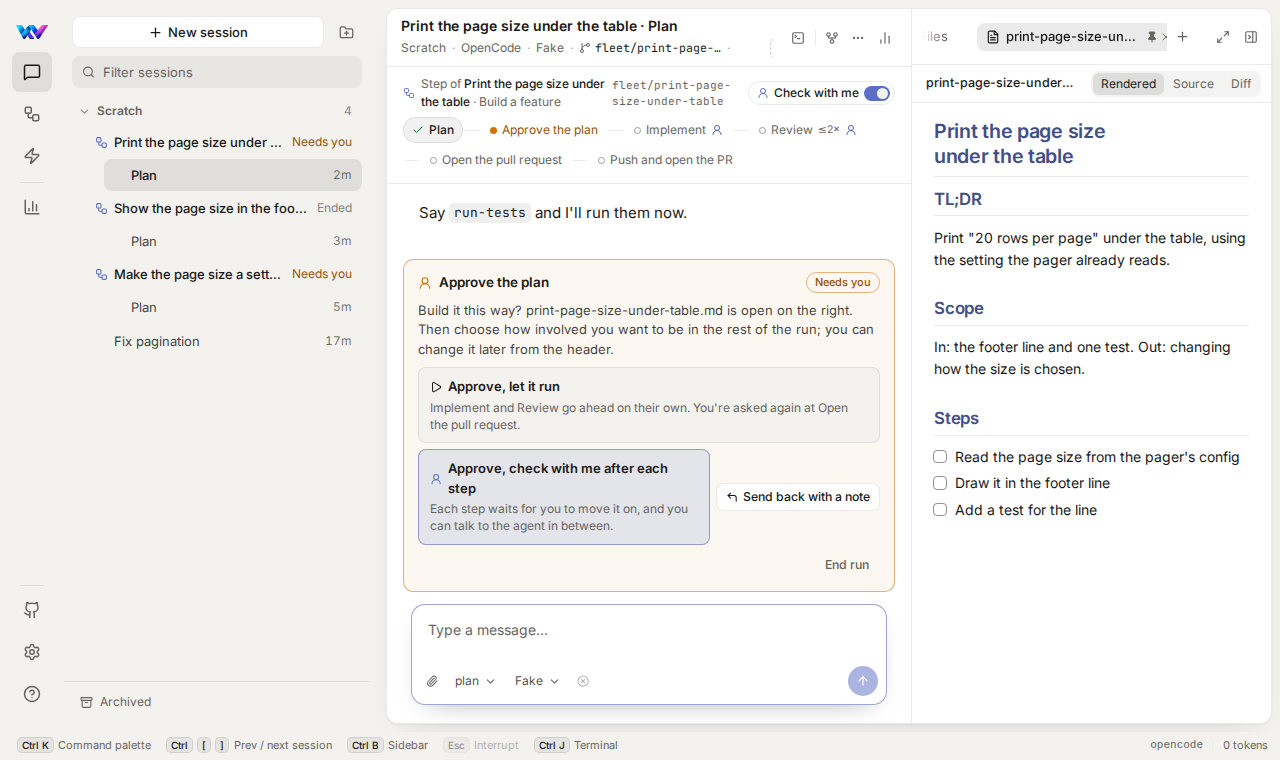 New session
Filter sessions
Scratch 4
Print the page size under ... Needs you
Plan 2m
Show the page size in the foo... Ended
Plan 3m
Make the page size a sett... Needs you
Plan 5m
Fix pagination 17m
Archived
Print the page size under the table · Plan
Scratch · OpenCode · Fake · fleet/print-page-… ·
Step of Print the page size under the table · Build a feature
fleet/print-page-size-under-table
Check with me
Plan
Approve the plan
Implement
Review ≤2×
Open the pull request
Push and open the PR
Say run-tests and I'll run them now.
Approve the plan Needs you
Build it this way? print-page-size-under-table.md is open on the right.
Then choose how involved you want to be in the rest of the run; you can
change it later from the header.
Approve, let it run
Implement and Review go ahead on their own. You're asked again at Open
the pull request.
Approve, check with me after each
step
Each step waits for you to move it on, and you
can talk to the agent in between.
Send back with a note
End run
Type a message...
plan Fake
iles print-page-size-un...
print-page-size-under... Rendered Source Diff
Print the page size
under the table
TL;DR
Print "20 rows per page" under the table, using
the setting the pager already reads.
Scope
In: the footer line and one test. Out: changing
how the size is chosen.
Steps
Read the page size from the pager's config
Draw it in the footer line
Add a test for the line
Ctrl K Command palette Ctrl [ ] Prev / next session Ctrl B Sidebar Esc Interrupt Ctrl J Terminal opencode 0 tokens